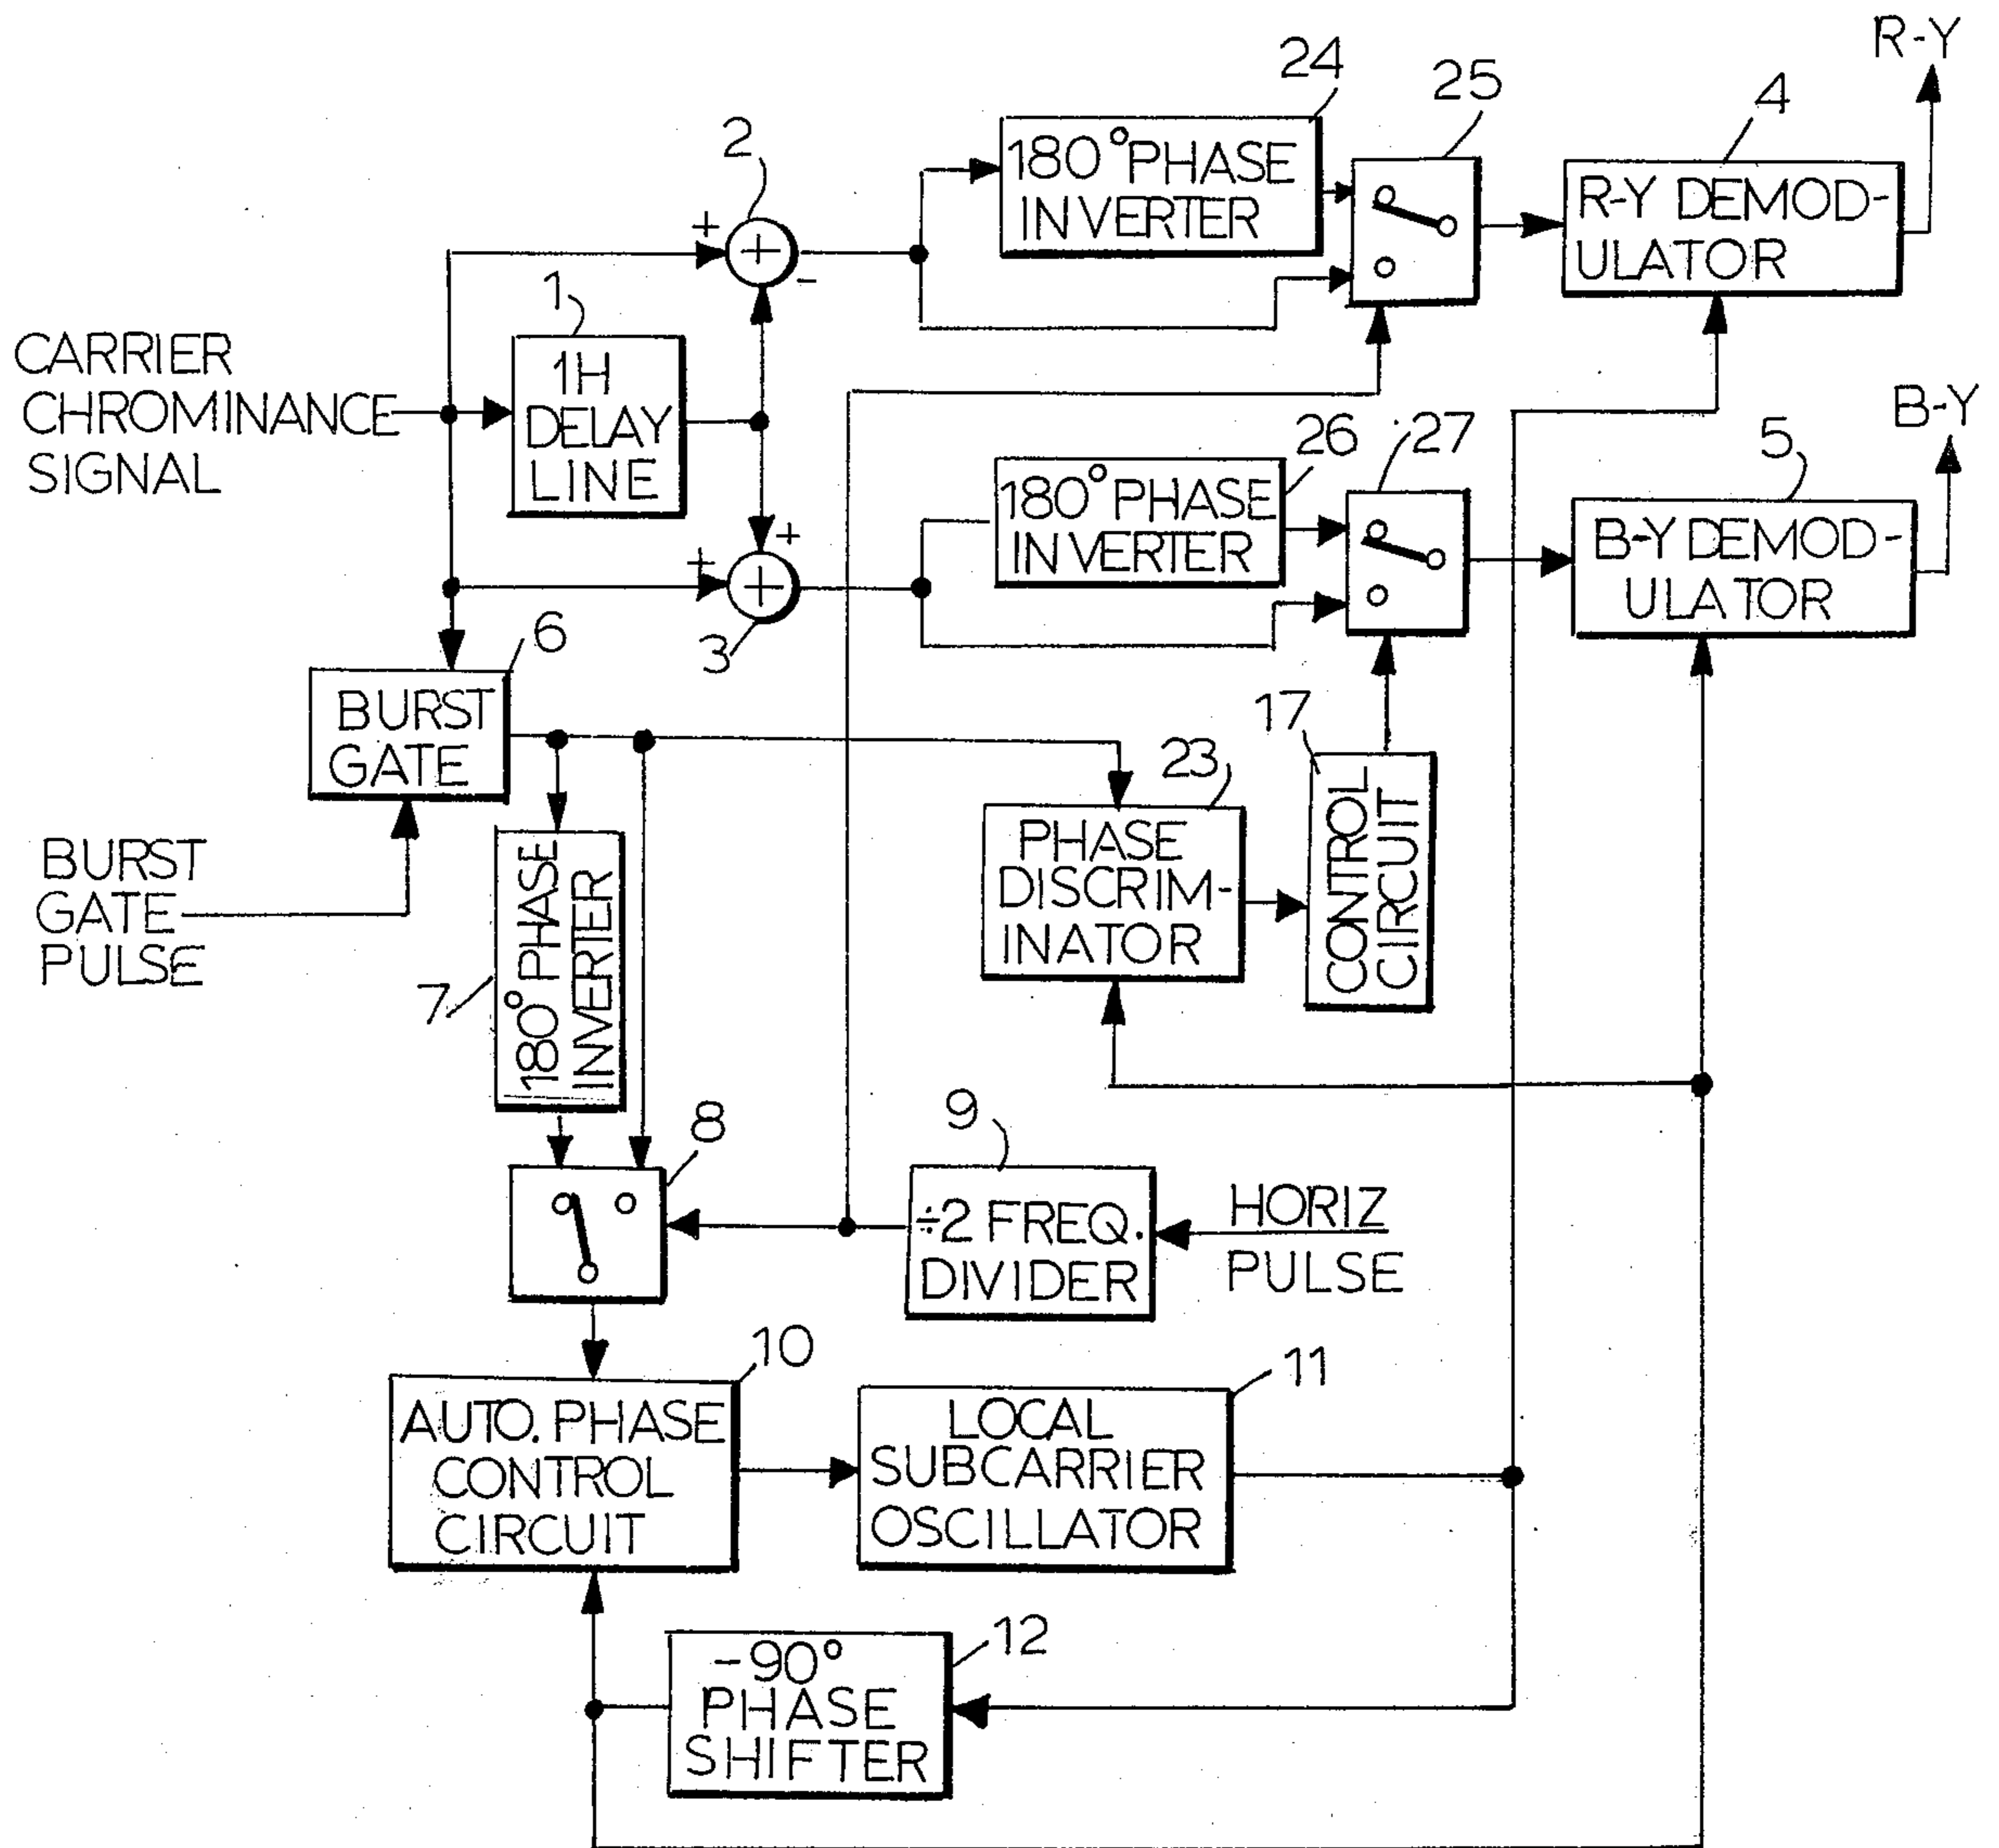 R-Y
24
25
4
2
180° PHASE
INVERTER
R-Y DEMOD-
ULATOR
+
+
-
1
CARRIER
CHROMINANCE
SIGNAL
1H
DELAY
LINE
B-Y
26
27
5
180° PHASE
INVERTER
B-Y DEMOD-
ULATOR
+
+
+
3
6
BURST
GATE
17
23
CONTROL
CIRCUIT
PHASE
DISCRIM-
INATOR
BURST
GATE
PULSE
7
180° PHASE
INVERTER
8
9
÷2 FREQ.
DIVIDER
HORIZ
PULSE
10
AUTO. PHASE
CONTROL
CIRCUIT
11
LOCAL
SUBCARRIER
OSCILLATOR
12
-90°
PHASE
SHIFTER